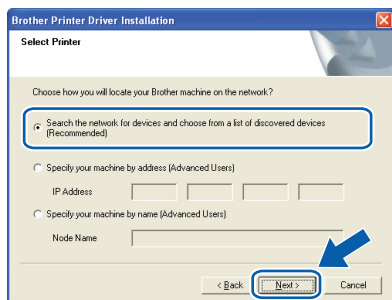 Brother Printer Driver Installation
Select Printer
Choose how you will locate your Brother machine on the network?
Search the network for devices and choose from a list of discovered devices
(Recommended)
Specify your machine by address (Advanced Users)
IP Address
Specify your machine by name (Advanced Users)
Node Name
< Back
Next >
Cancel